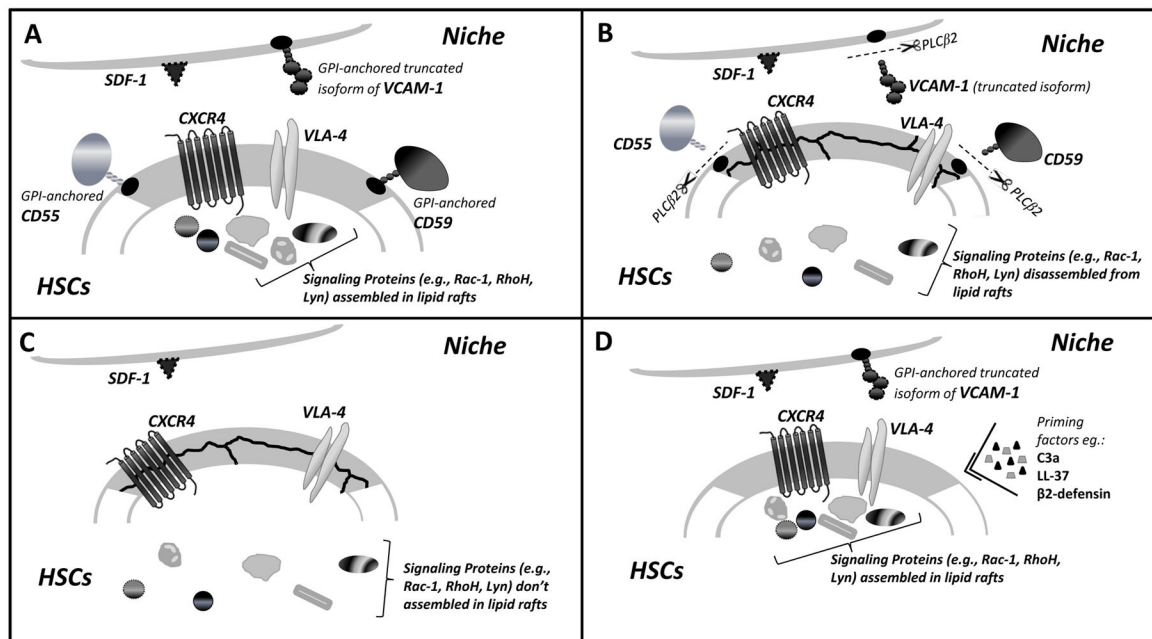 A
Niche
SDF-1
GPI-anchored truncated
isoform of VCAM-1
CXCR4
VLA-4
GPI-anchored
CD55
GPI-anchored
CD59
HSCs
Signaling Proteins (e.g., Rac-1, RhoH,
Lyn) assembled in lipid rafts
B
Niche
PLCβ2
SDF-1
VCAM-1 (truncated isoform)
CXCR4
VLA-4
CD55
CD59
PLCβ2
PLCβ2
HSCs
Signaling Proteins (e.g., Rac-1,
RhoH, Lyn) disassembled from
lipid rafts
C
Niche
SDF-1
CXCR4
VLA-4
HSCs
Signaling Proteins (e.g.,
Rac-1, RhoH, Lyn) don't
assembled in lipid rafts
D
Niche
SDF-1
GPI-anchored truncated
isoform of VCAM-1
CXCR4
VLA-4
Priming
factors eg.:
C3a
LL-37
β2-defensin
HSCs
Signaling Proteins (e.g., Rac-1, RhoH,
Lyn) assembled in lipid rafts